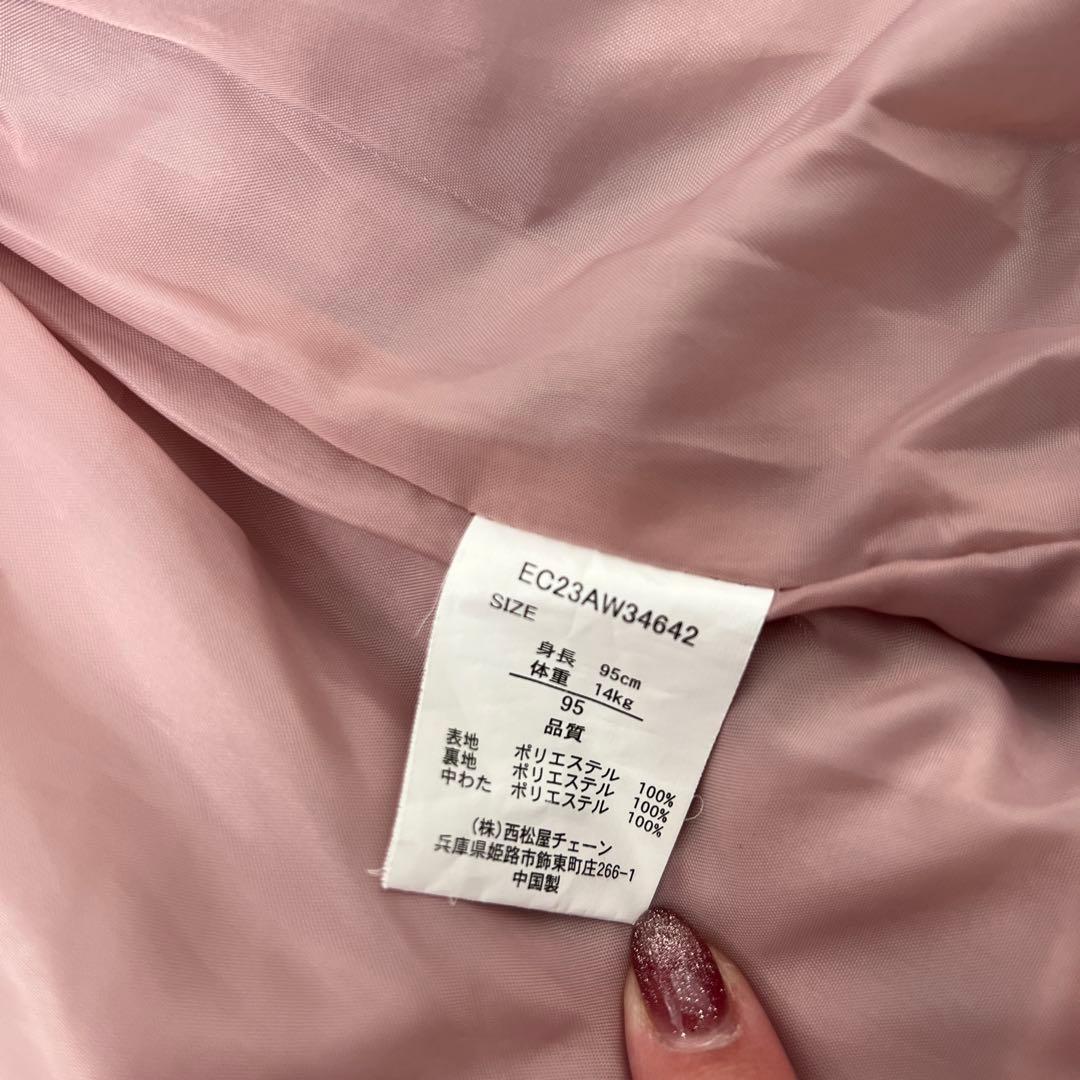 EC23AW34642
SIZE
身長 95cm
体重 14kg
95
品質
表地 ポリエステル 100%
裏地 ポリエステル 100%
中わた ポリエステル 100%
(株)西松屋チェーン
兵庫県姫路市飾東町庄266-1
中国製